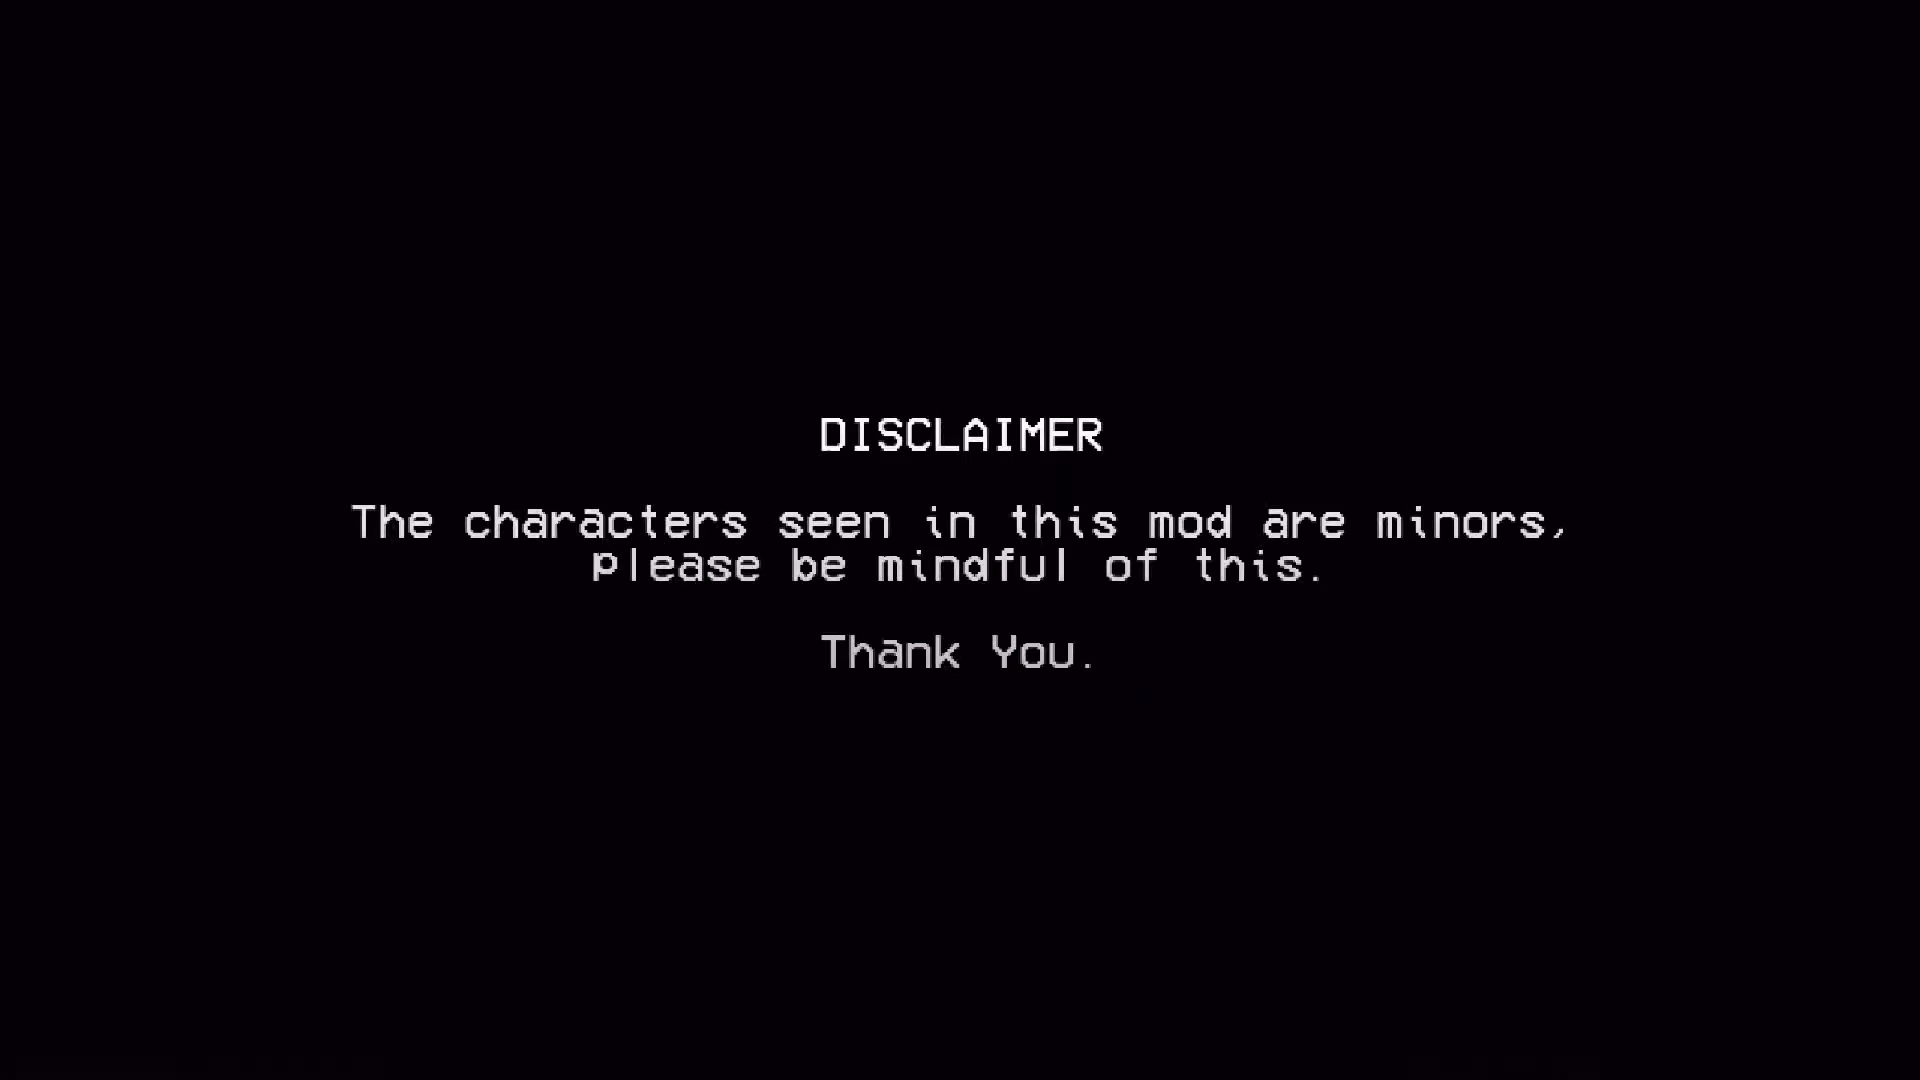 DISCLAIMER
The characters seen in this mod are minors,
Please be mindful of this.
Thank You.